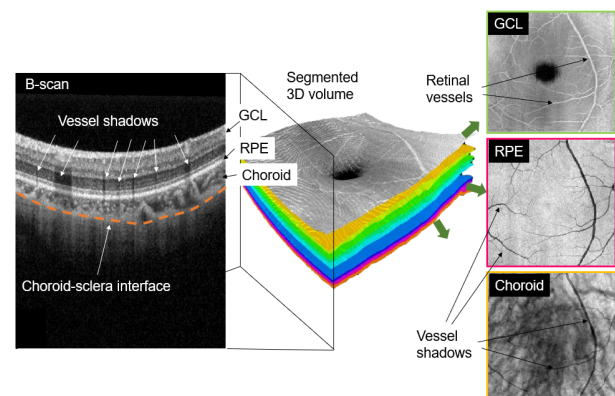 B-scan
Vessel shadows
Choroid-sclera interface
GCL
RPE
Choroid
Segmented
3D volume
Retinal
vessels
Vessel
shadows
GCL
RPE
Choroid